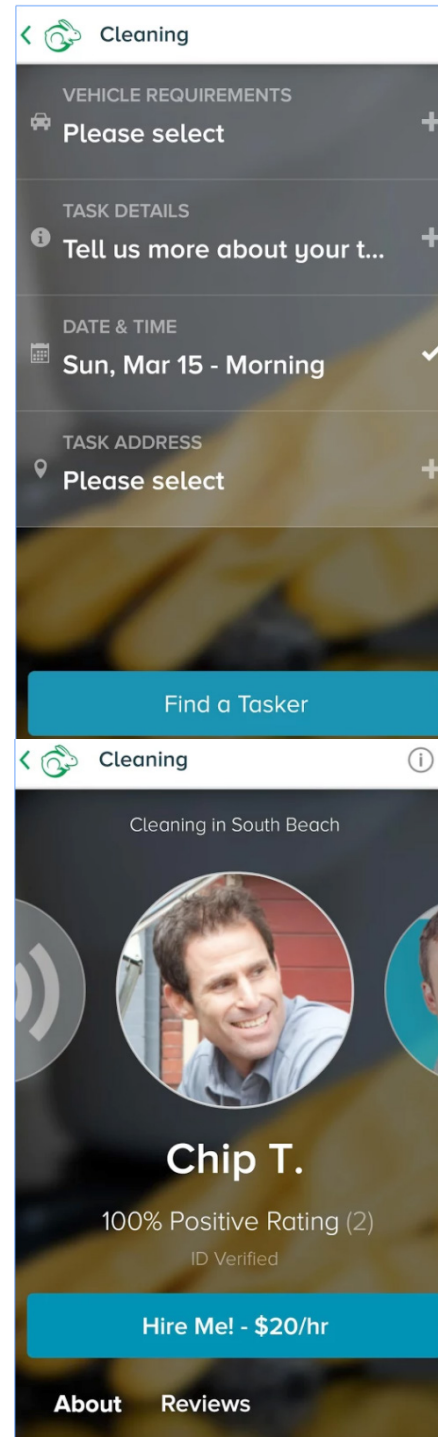 Cleaning
VEHICLE REQUIREMENTS
Please select
TASK DETAILS
Tell us more about your t...
DATE & TIME
Sun, Mar 15 - Morning
TASK ADDRESS
Please select
Find a Tasker
Cleaning
Cleaning in South Beach
Chip T.
100% Positive Rating (2)
ID Verified
Hire Me! - $20/hr
About Reviews